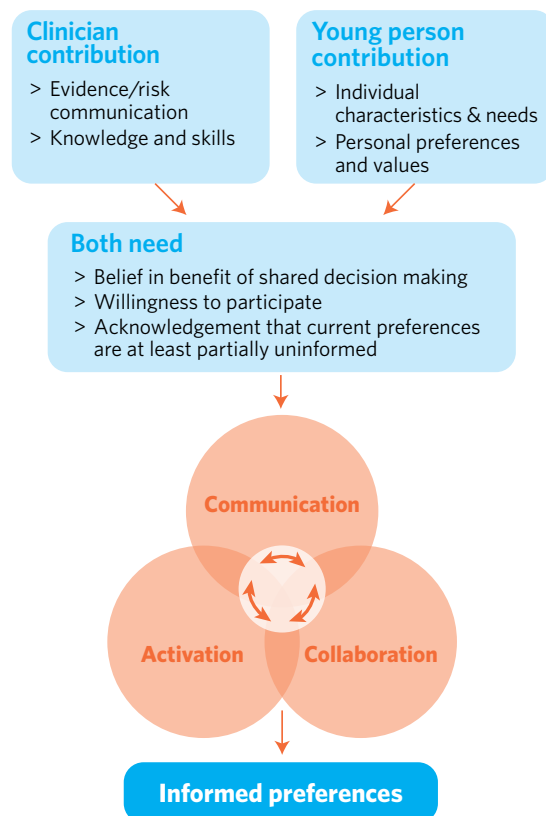 Clinician
contribution
> Evidence/risk
communication
> Knowledge and skills
Young person
contribution
> Individual
characteristics & needs
> Personal preferences
and values
Both need
> Belief in benefit of shared decision making
> Willingness to participate
> Acknowledgement that current preferences
are at least partially uninformed
Communication
Activation
Collaboration
Informed preferences